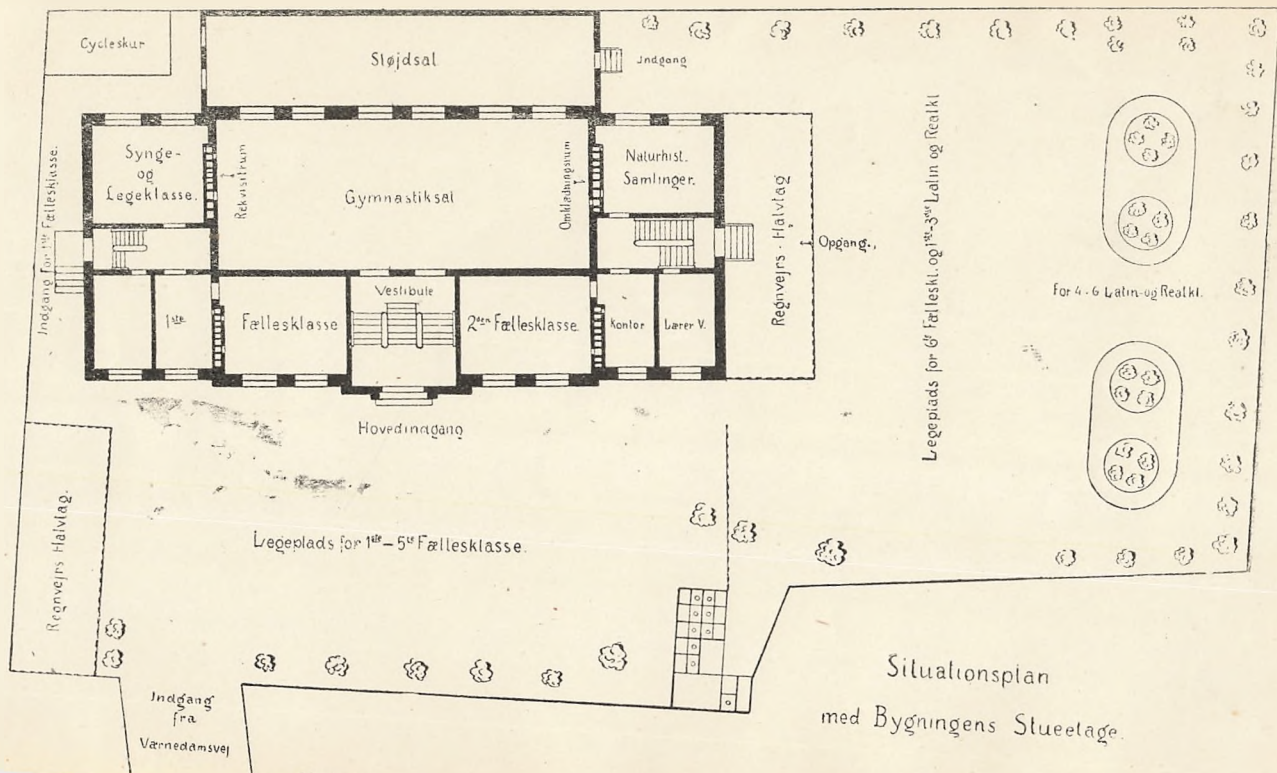 Cycleskur
Sløjdsal
Indgang
Synge-
og
Legeklasse.
Rekvisitrum
Gymnastiksal
Omklædningsrum
Naturhist.
Samlinger.
Indgang for 1ste Fællesklasse.
Regnvejrs-Halvtag
Opgang.
Legeplads for 6te Fælleskl. og 1ste-3die Latin og Realkl
For 4-6 Latin-og Realkl.
1ste
Fællesklasse
Vestibule
2den Fællesklasse
Kontor
Lærer V.
Hovedindgang
Regnvejrs Halvtag.
Legeplads for 1ste-5te Fællesklasse.
Indgang
fra
Værnedamsvej
Situationsplan
med Bygningens Stueetage.